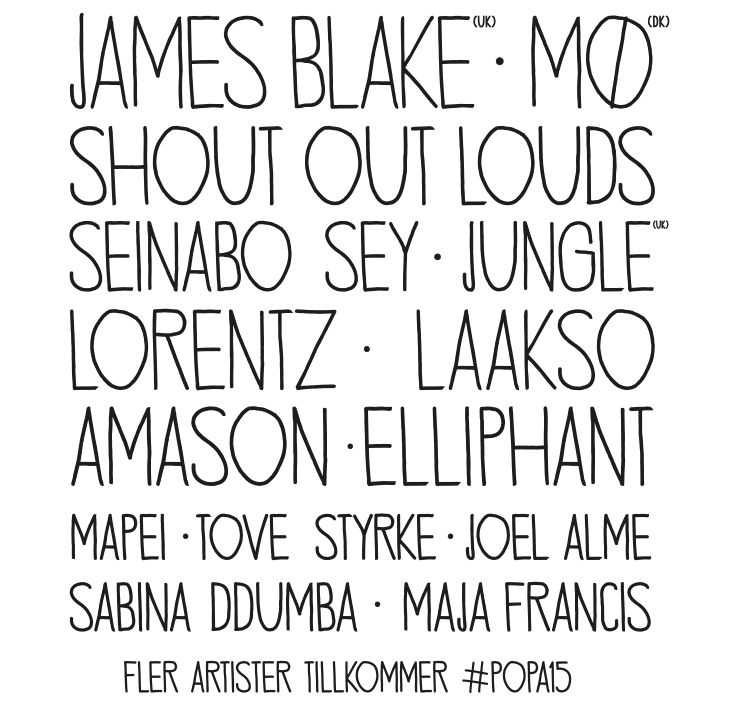 JAMES BLAKE (UK) · MØ (DK)
SHOUT OUT LOUDS
SEINABO SEY · JUNGLE (UK)
LORENTZ · LAAKSO
AMASON · ELLIPHANT
MAPEI · TOVE STYRKE · JOEL ALME
SABINA DDUMBA · MAJA FRANCIS
FLER ARTISTER TILLKOMMER #POPA15